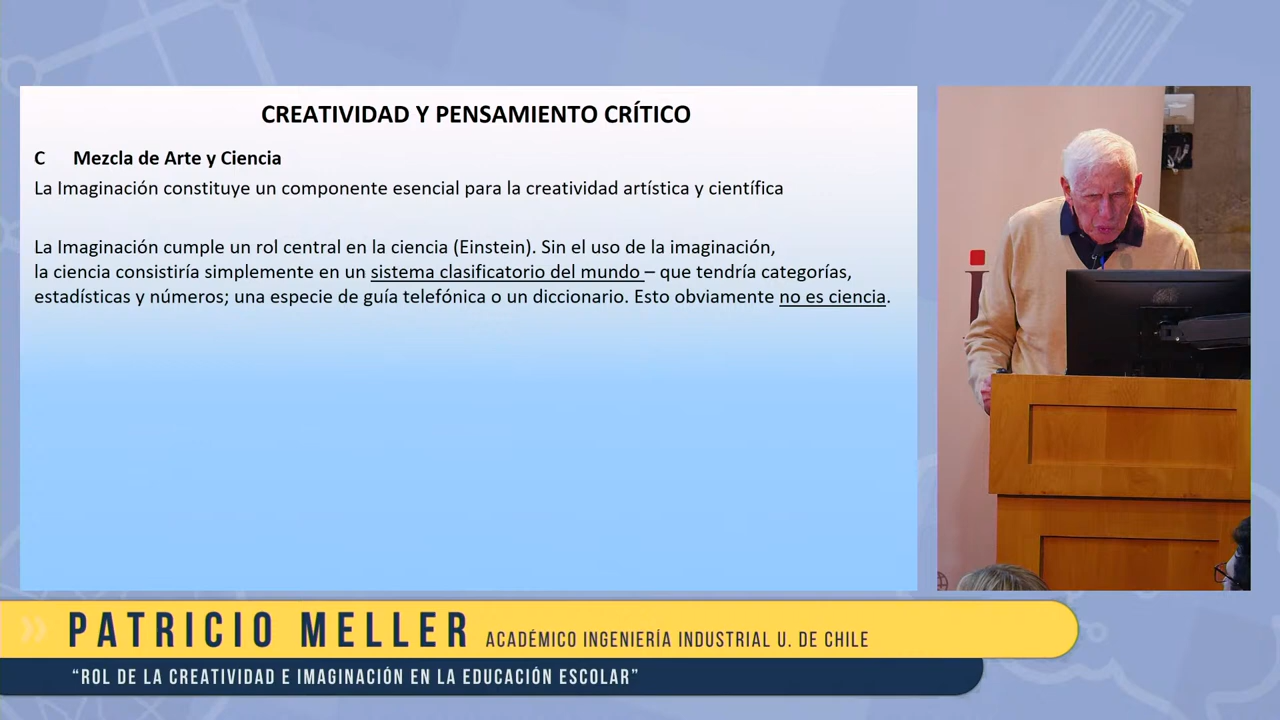 CREATIVIDAD Y PENSAMIENTO CRÍTICO
C Mezcla de Arte y Ciencia
La Imaginación constituye un componente esencial para la creatividad artística y científica
La Imaginación cumple un rol central en la ciencia (Einstein). Sin el uso de la imaginación,
la ciencia consistiría simplemente en un sistema clasificatorio del mundo – que tendría categorías,
estadísticas y números; una especie de guía telefónica o un diccionario. Esto obviamente no es ciencia.
PATRICIO MELLER ACADÉMICO INGENIERÍA INDUSTRIAL U. DE CHILE
“ROL DE LA CREATIVIDAD E IMAGINACIÓN EN LA EDUCACIÓN ESCOLAR”